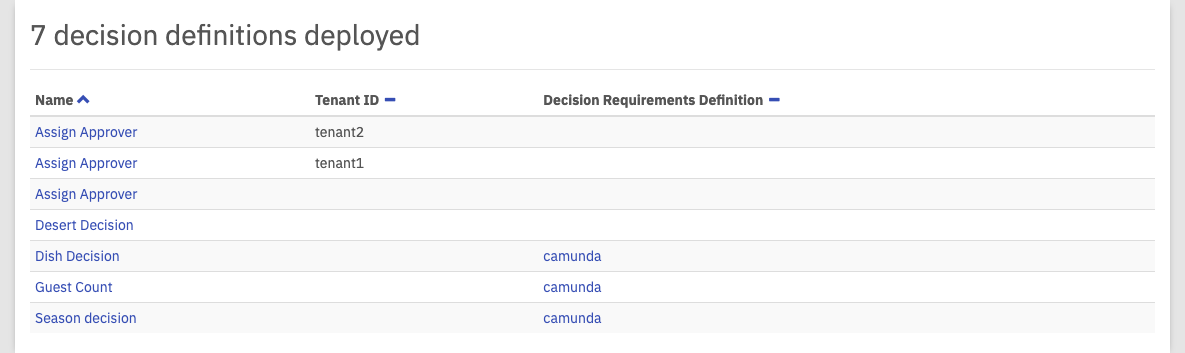 7 decision definitions deployed
Name Tenant ID Decision Requirements Definition
Assign Approver tenant2
Assign Approver tenant1
Assign Approver
Desert Decision
Dish Decision camunda
Guest Count camunda
Season decision camunda